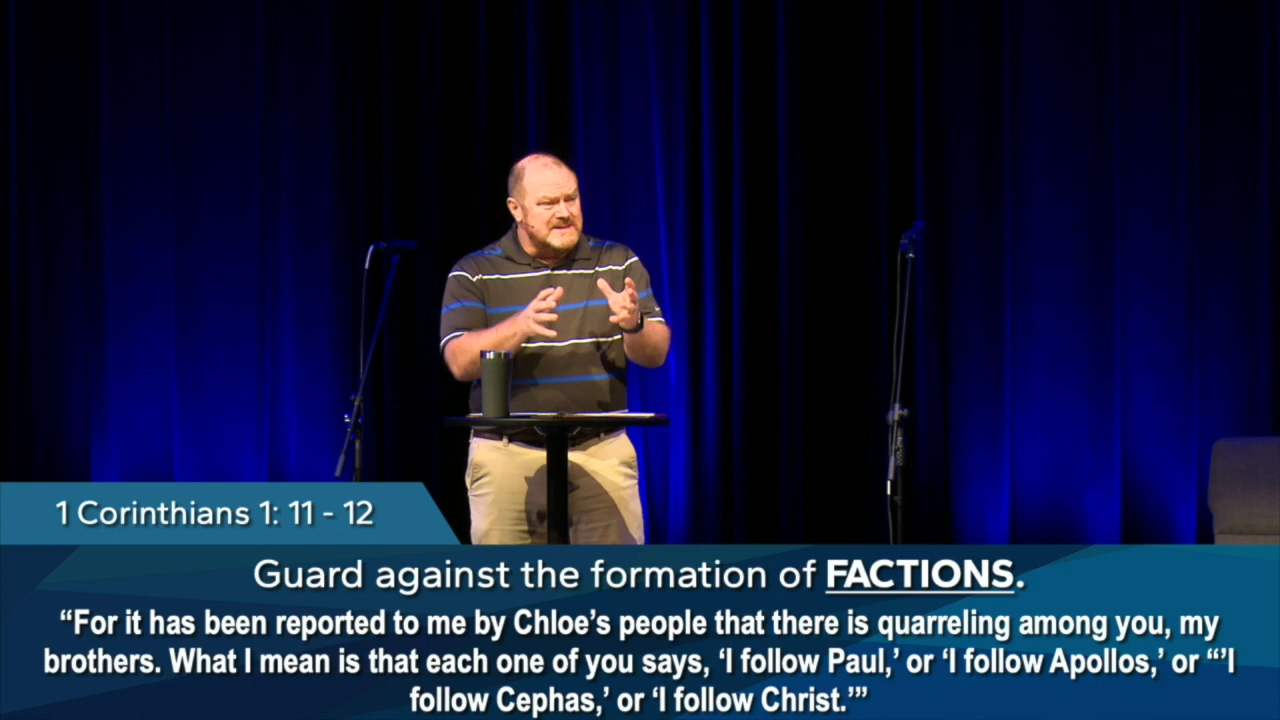 1 Corinthians 1: 11 - 12
Guard against the formation of FACTIONS.
“For it has been reported to me by Chloe’s people that there is quarreling among you, my
brothers. What I mean is that each one of you says, ‘I follow Paul,’ or ‘I follow Apollos,’ or “’I
follow Cephas,’ or ‘I follow Christ.’”